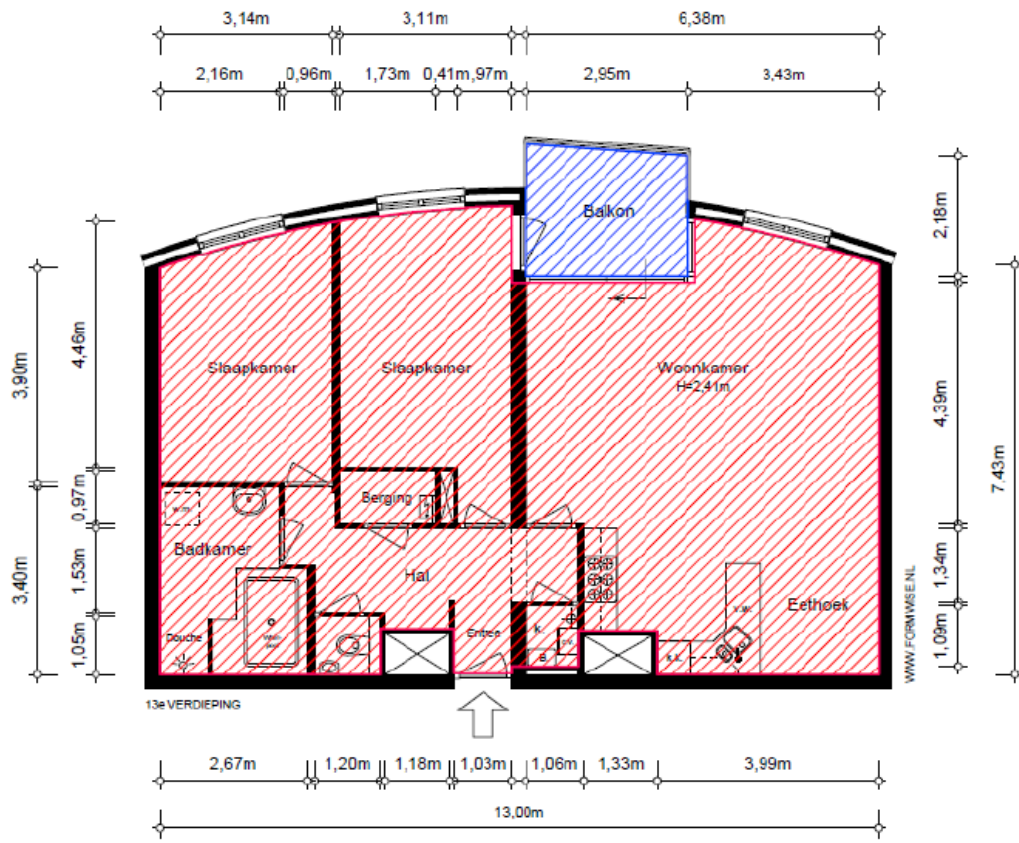 3,14m 3,11m 6,38m
2,16m 0,96m 1,73m 0,41m ,97m 2,95m 3,43m
Balkon
2,18m
Slaapkamer Slaapkamer Woonkamer
H=2,41m
3,90m 4,46m 4,39m 7,43m
Berging
w.m
0,97m
Badkamer
Hal
3,40m 1,53m 1,34m
Eethoek
v.w.
Douche
Entree
K.
c.v.
k.k.
1,05m 1,09m
WWW.FORMWISE.NL
13e VERDIEPING
2,67m 1,20m 1,18m 1,03m 1,06m 1,33m 3,99m
13,00m